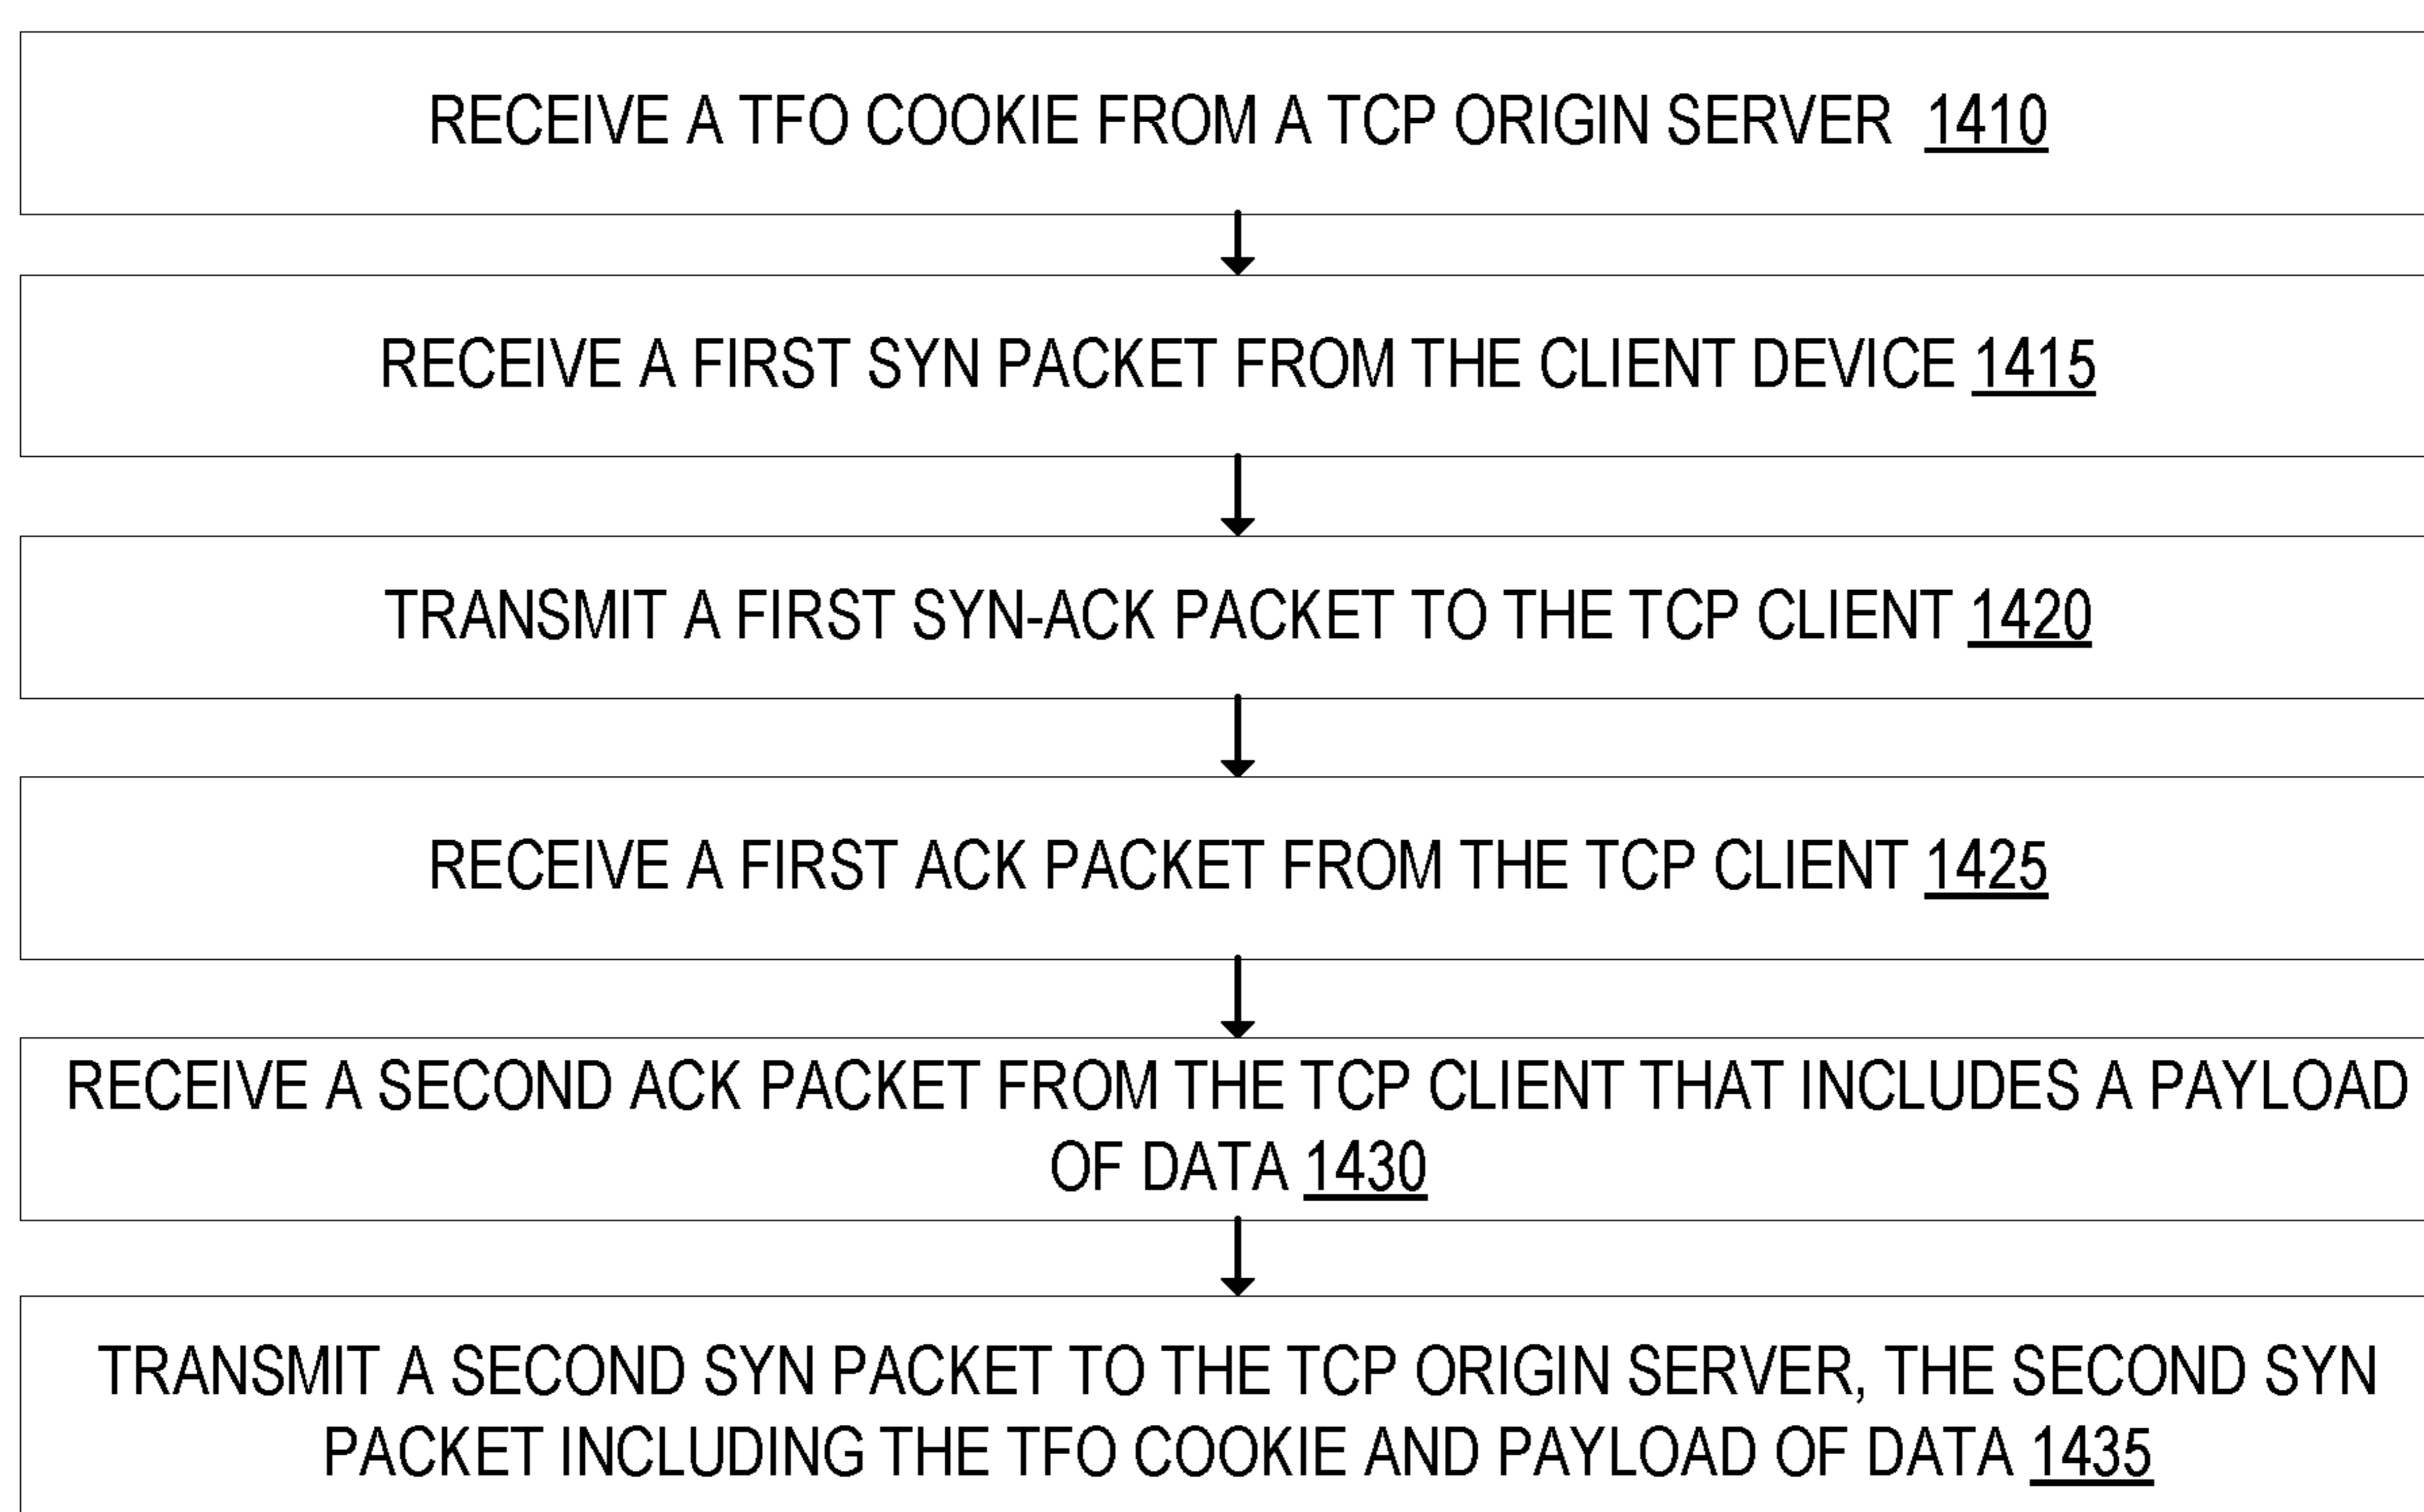 RECEIVE A TFO COOKIE FROM A TCP ORIGIN SERVER 1410
RECEIVE A FIRST SYN PACKET FROM THE CLIENT DEVICE 1415
TRANSMIT A FIRST SYN-ACK PACKET TO THE TCP CLIENT 1420
RECEIVE A FIRST ACK PACKET FROM THE TCP CLIENT 1425
RECEIVE A SECOND ACK PACKET FROM THE TCP CLIENT THAT INCLUDES A PAYLOAD
OF DATA 1430
TRANSMIT A SECOND SYN PACKET TO THE TCP ORIGIN SERVER, THE SECOND SYN
PACKET INCLUDING THE TFO COOKIE AND PAYLOAD OF DATA 1435